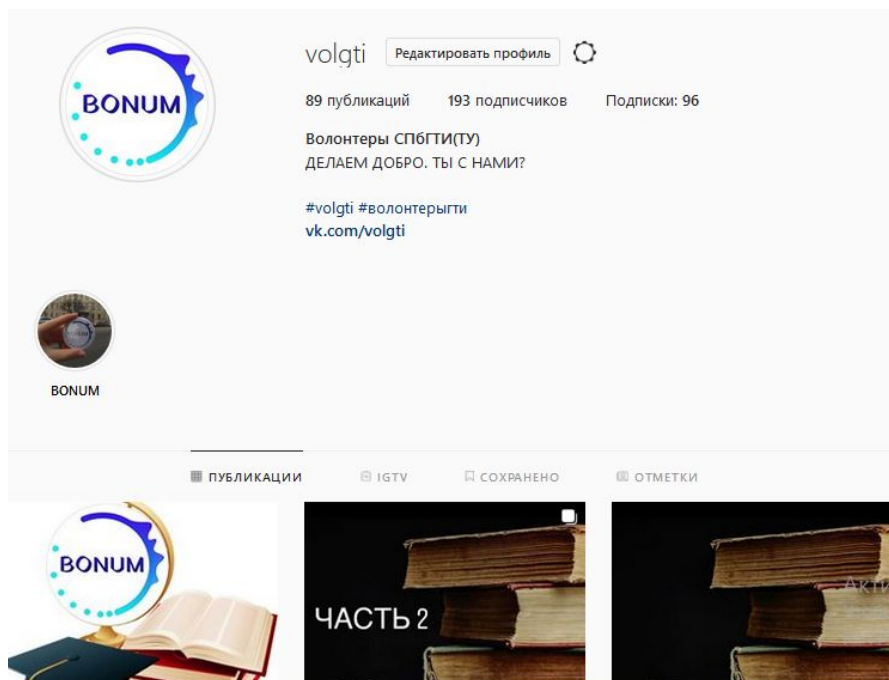 BONUM
volgti Редактировать профиль
89 публикаций 193 подписчиков Подписки: 96
Волонтеры СПбГТИ(ТУ)
ДЕЛАЕМ ДОБРО. ТЫ С НАМИ?
#volgti #волонтерыгти
vk.com/volgti
BONUM
ПУБЛИКАЦИИ IGTV СОХРАНЕНО ОТМЕТКИ
BONUM
ЧАСТЬ 2